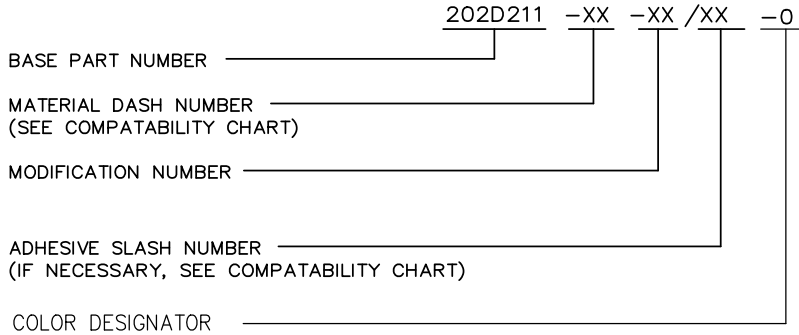 202D211 -XX -XX /XX -0
BASE PART NUMBER
MATERIAL DASH NUMBER
(SEE COMPATABILITY CHART)
MODIFICATION NUMBER
ADHESIVE SLASH NUMBER
(IF NECESSARY, SEE COMPATABILITY CHART)
COLOR DESIGNATOR